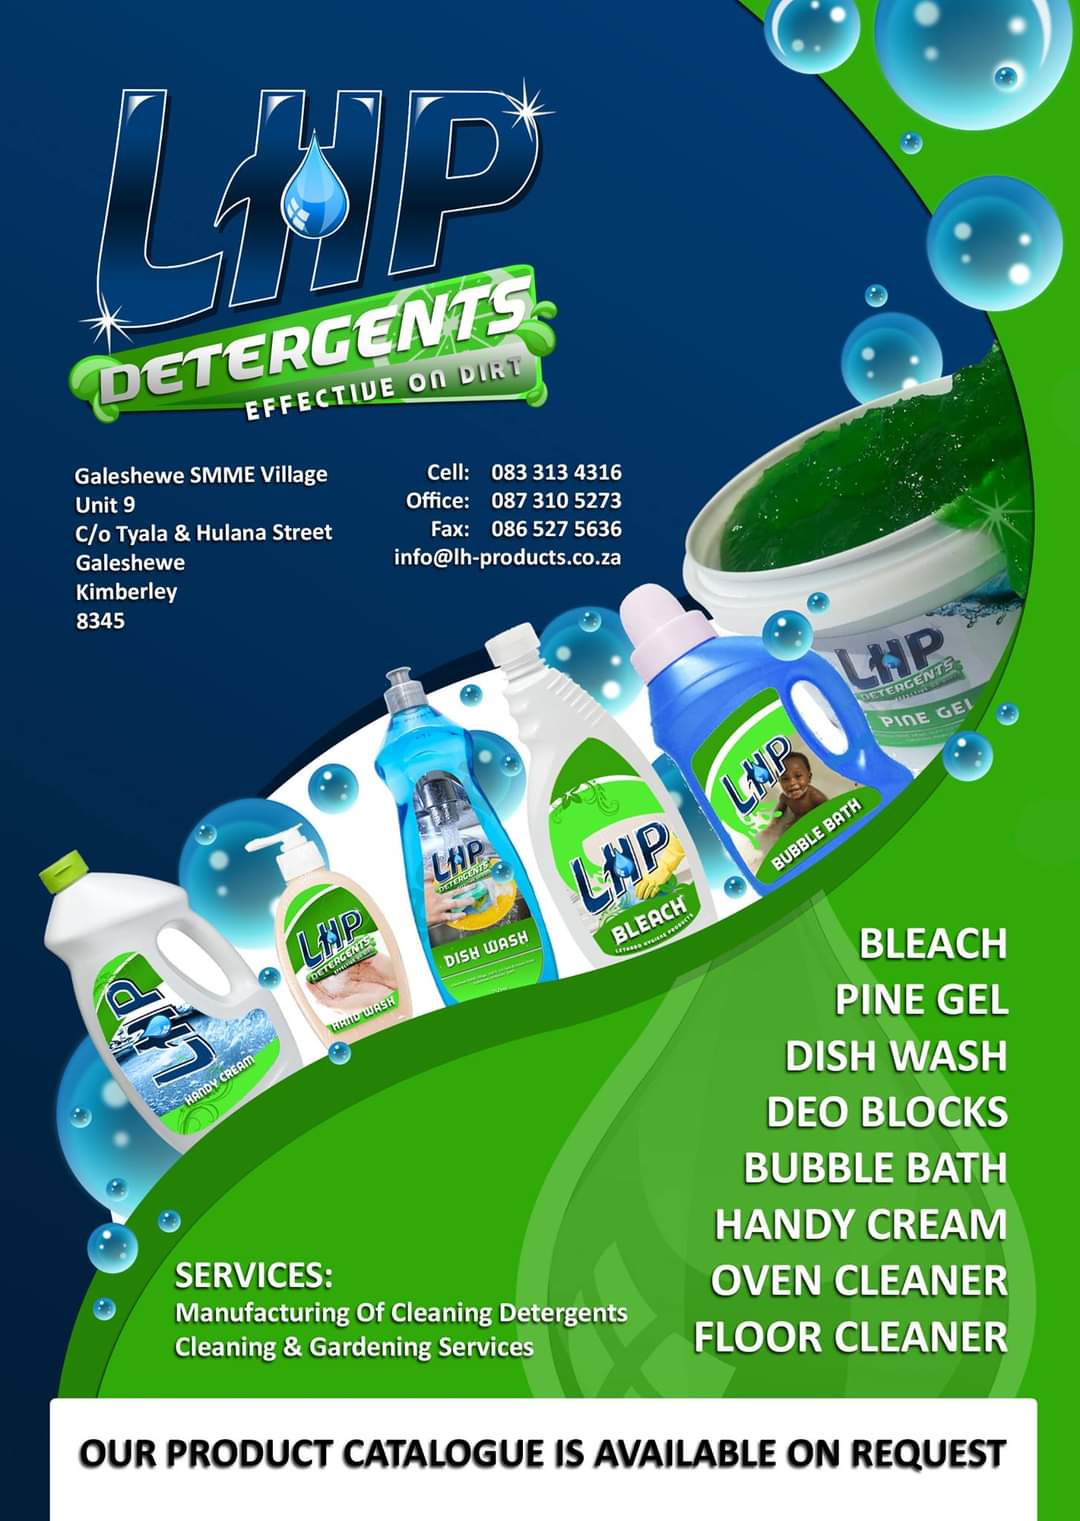 LHP
DETERGENTS
EFFECTIVE ON DIRT
Galeshewe SMME Village
Unit 9
C/o Tyala & Hulana Street
Galeshewe
Kimberley
8345
Cell: 083 313 4316
Office: 087 310 5273
Fax: 086 527 5636
info@lh-products.co.za
LHP
DETERGENTS
PINE GEL
LHP
BUBBLE BATH
LHP
BLEACH
LHP
DETERGENTS
DISH WASH
LHP
DETERGENTS
HAND WASH
LHP
HANDY CREAM
BLEACH
PINE GEL
DISH WASH
DEO BLOCKS
BUBBLE BATH
HANDY CREAM
OVEN CLEANER
FLOOR CLEANER
SERVICES:
Manufacturing Of Cleaning Detergents
Cleaning & Gardening Services
OUR PRODUCT CATALOGUE IS AVAILABLE ON REQUEST